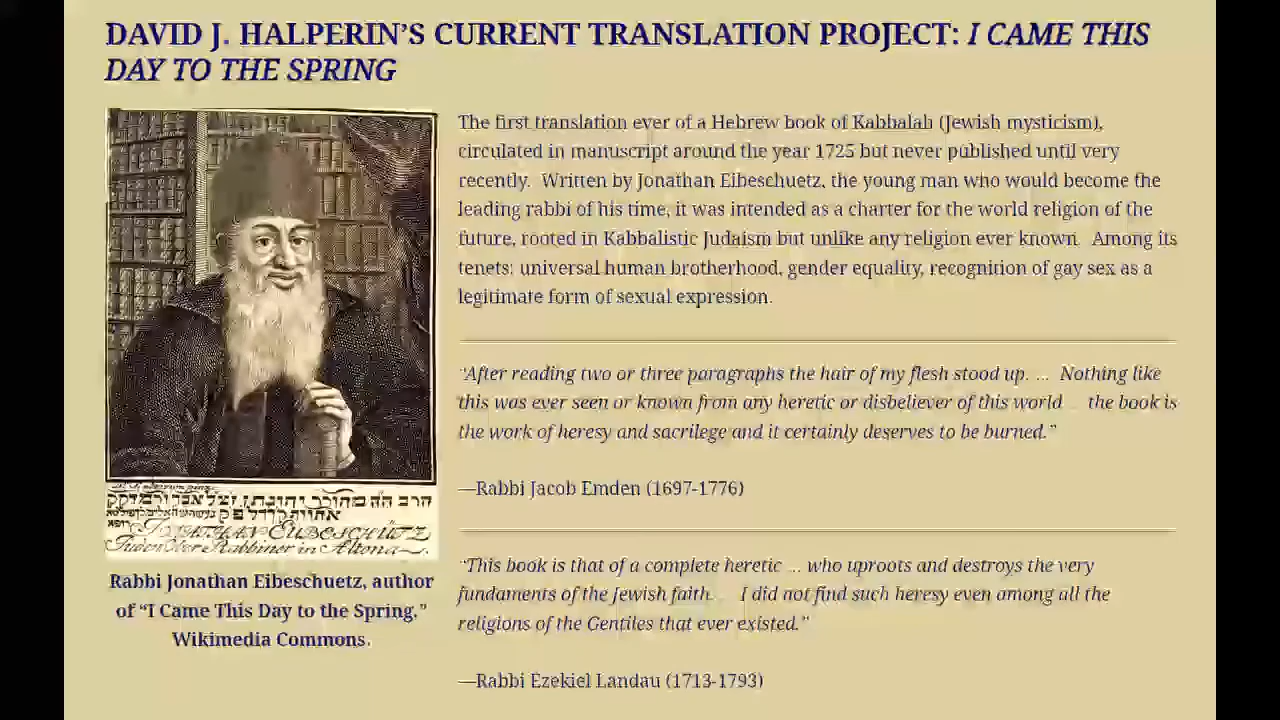 DAVID J. HALPERIN’S CURRENT TRANSLATION PROJECT: I CAME THIS
DAY TO THE SPRING
The first translation ever of a Hebrew book of Kabbalah (Jewish mysticism),
circulated in manuscript around the year 1725 but never published until very
recently. Written by Jonathan Eibeschuetz, the young man who would become the
leading rabbi of his time, it was intended as a charter for the world religion of the
future, rooted in Kabbalistic Judaism but unlike any religion ever known. Among its
tenets: universal human brotherhood, gender equality, recognition of gay sex as a
legitimate form of sexual expression.
“After reading two or three paragraphs the hair of my flesh stood up. ... Nothing like
this was ever seen or known from any heretic or disbeliever of this world ... the book is
the work of heresy and sacrilege and it certainly deserves to be burned.”
—Rabbi Jacob Emden (1697-1776)
“This book is that of a complete heretic ... who uproots and destroys the very
fundaments of the Jewish faith. ... I did not find such heresy even among all the
religions of the Gentiles that ever existed.”
—Rabbi Ezekiel Landau (1713-1793)
הרב
JONATHAN EUBESCHÜTZ
Juden Ober Rabbiner in Altona
Rabbi Jonathan Eibeschuetz, author
of “I Came This Day to the Spring.”
Wikimedia Commons.